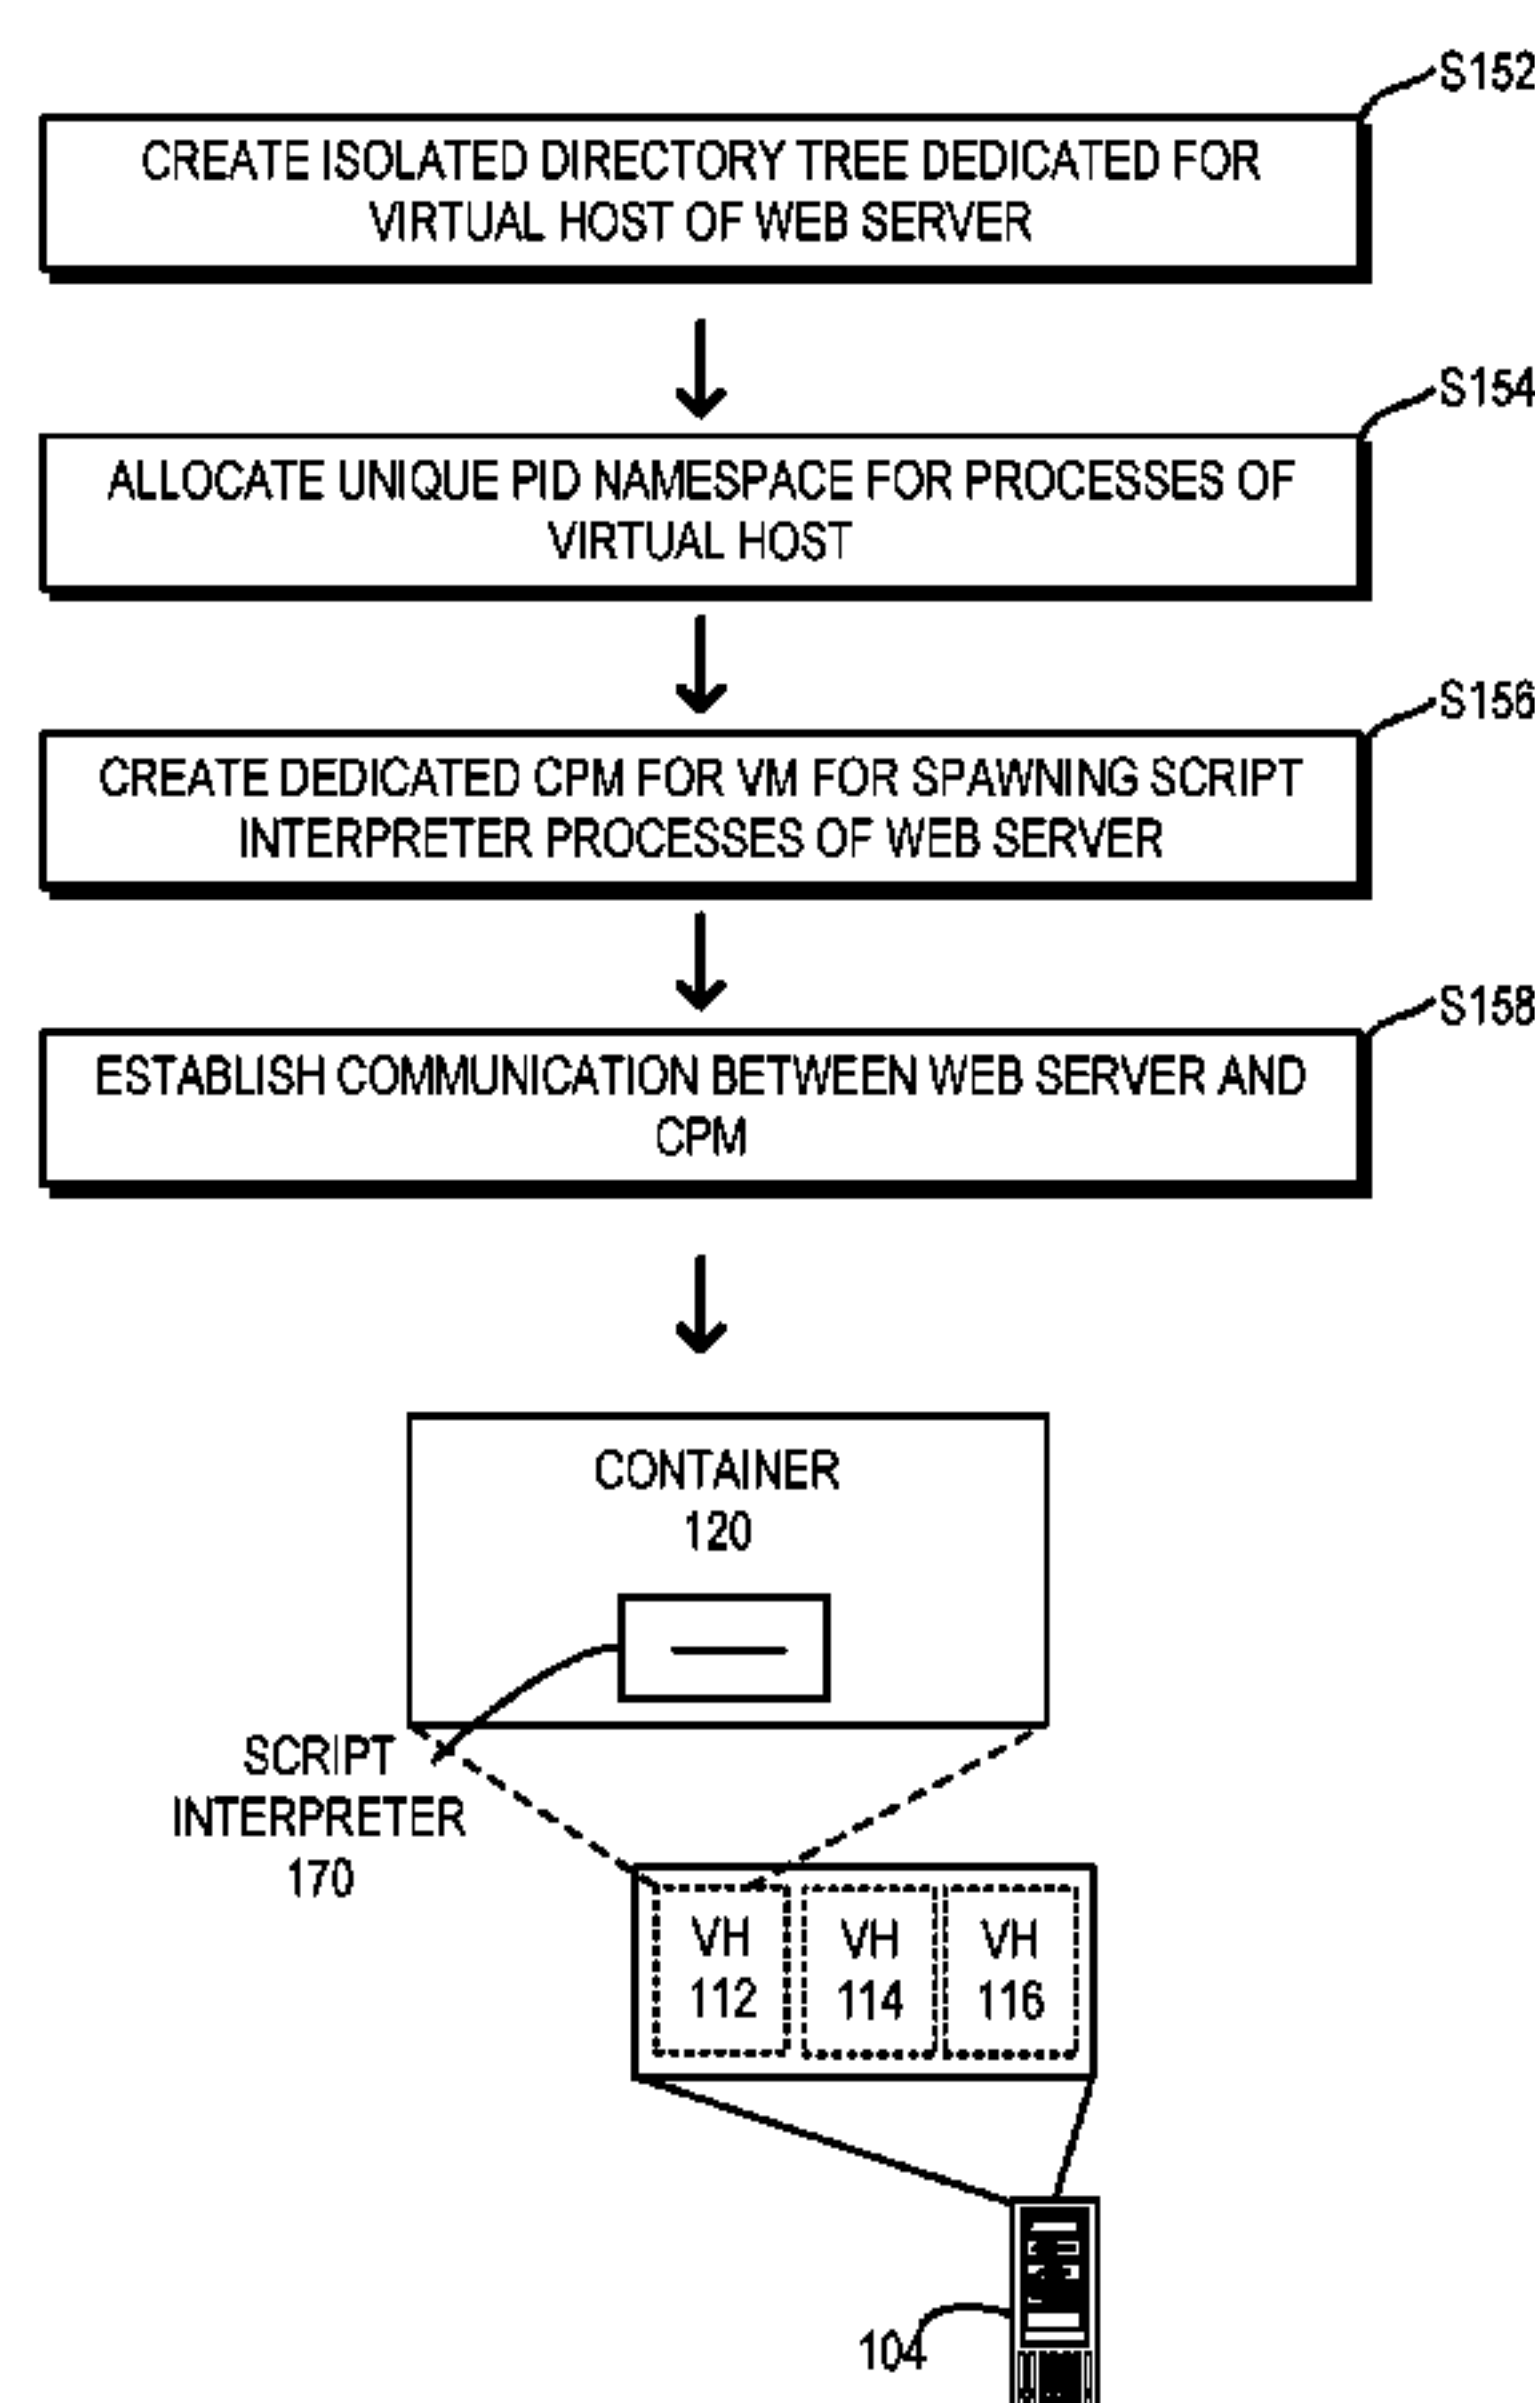 S152
CREATE ISOLATED DIRECTORY TREE DEDICATED FOR
VIRTUAL HOST OF WEB SERVER
S154
ALLOCATE UNIQUE PID NAMESPACE FOR PROCESSES OF
VIRTUAL HOST
S156
CREATE DEDICATED CPM FOR VM FOR SPAWNING SCRIPT
INTERPRETER PROCESSES OF WEB SERVER
S158
ESTABLISH COMMUNICATION BETWEEN WEB SERVER AND
CPM
CONTAINER
120
SCRIPT
INTERPRETER
170
VH
112
VH
114
VH
116
104